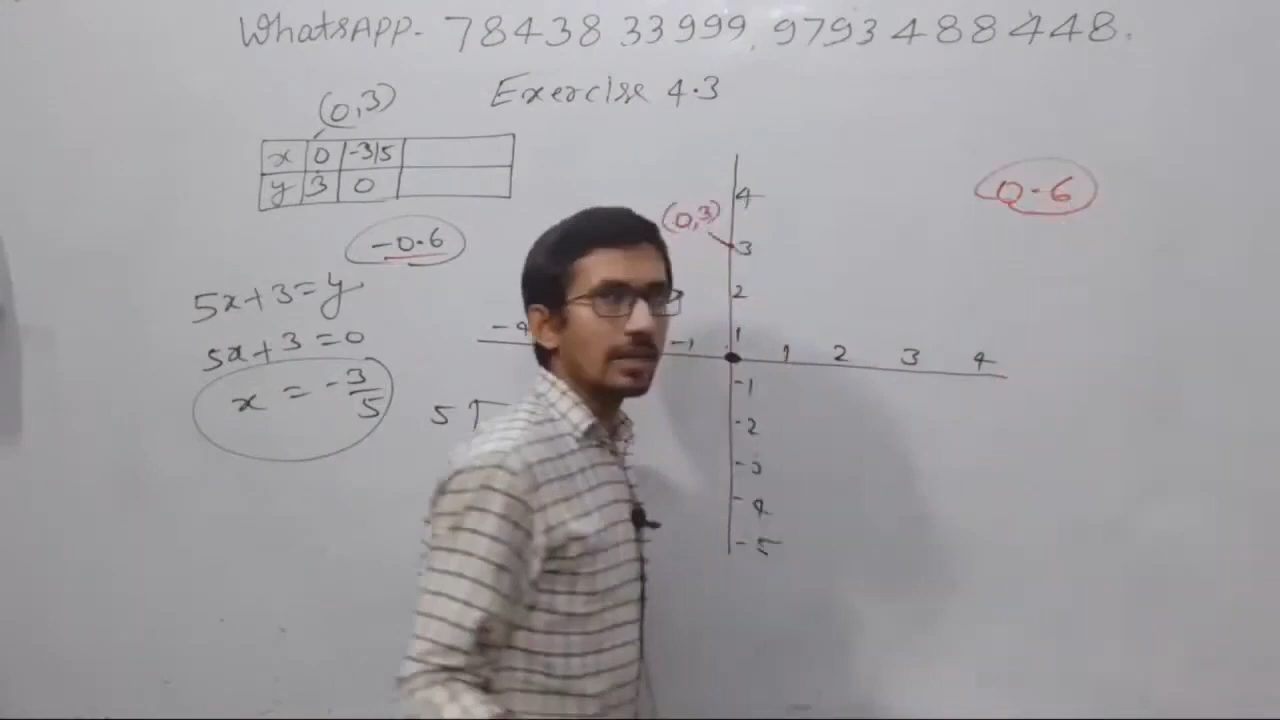 WhatsAPP - 78438 33999, 9793488448.
Exercise 4.3
(0,3)
x 0 -3/5
y 3 0
-0.6
5x+3=y
5x+3=0
x = -3/5
5
0.6
(0,3)
4
3
2
1
-1 1 2 3 4
-1
-2
-3
-4
-5